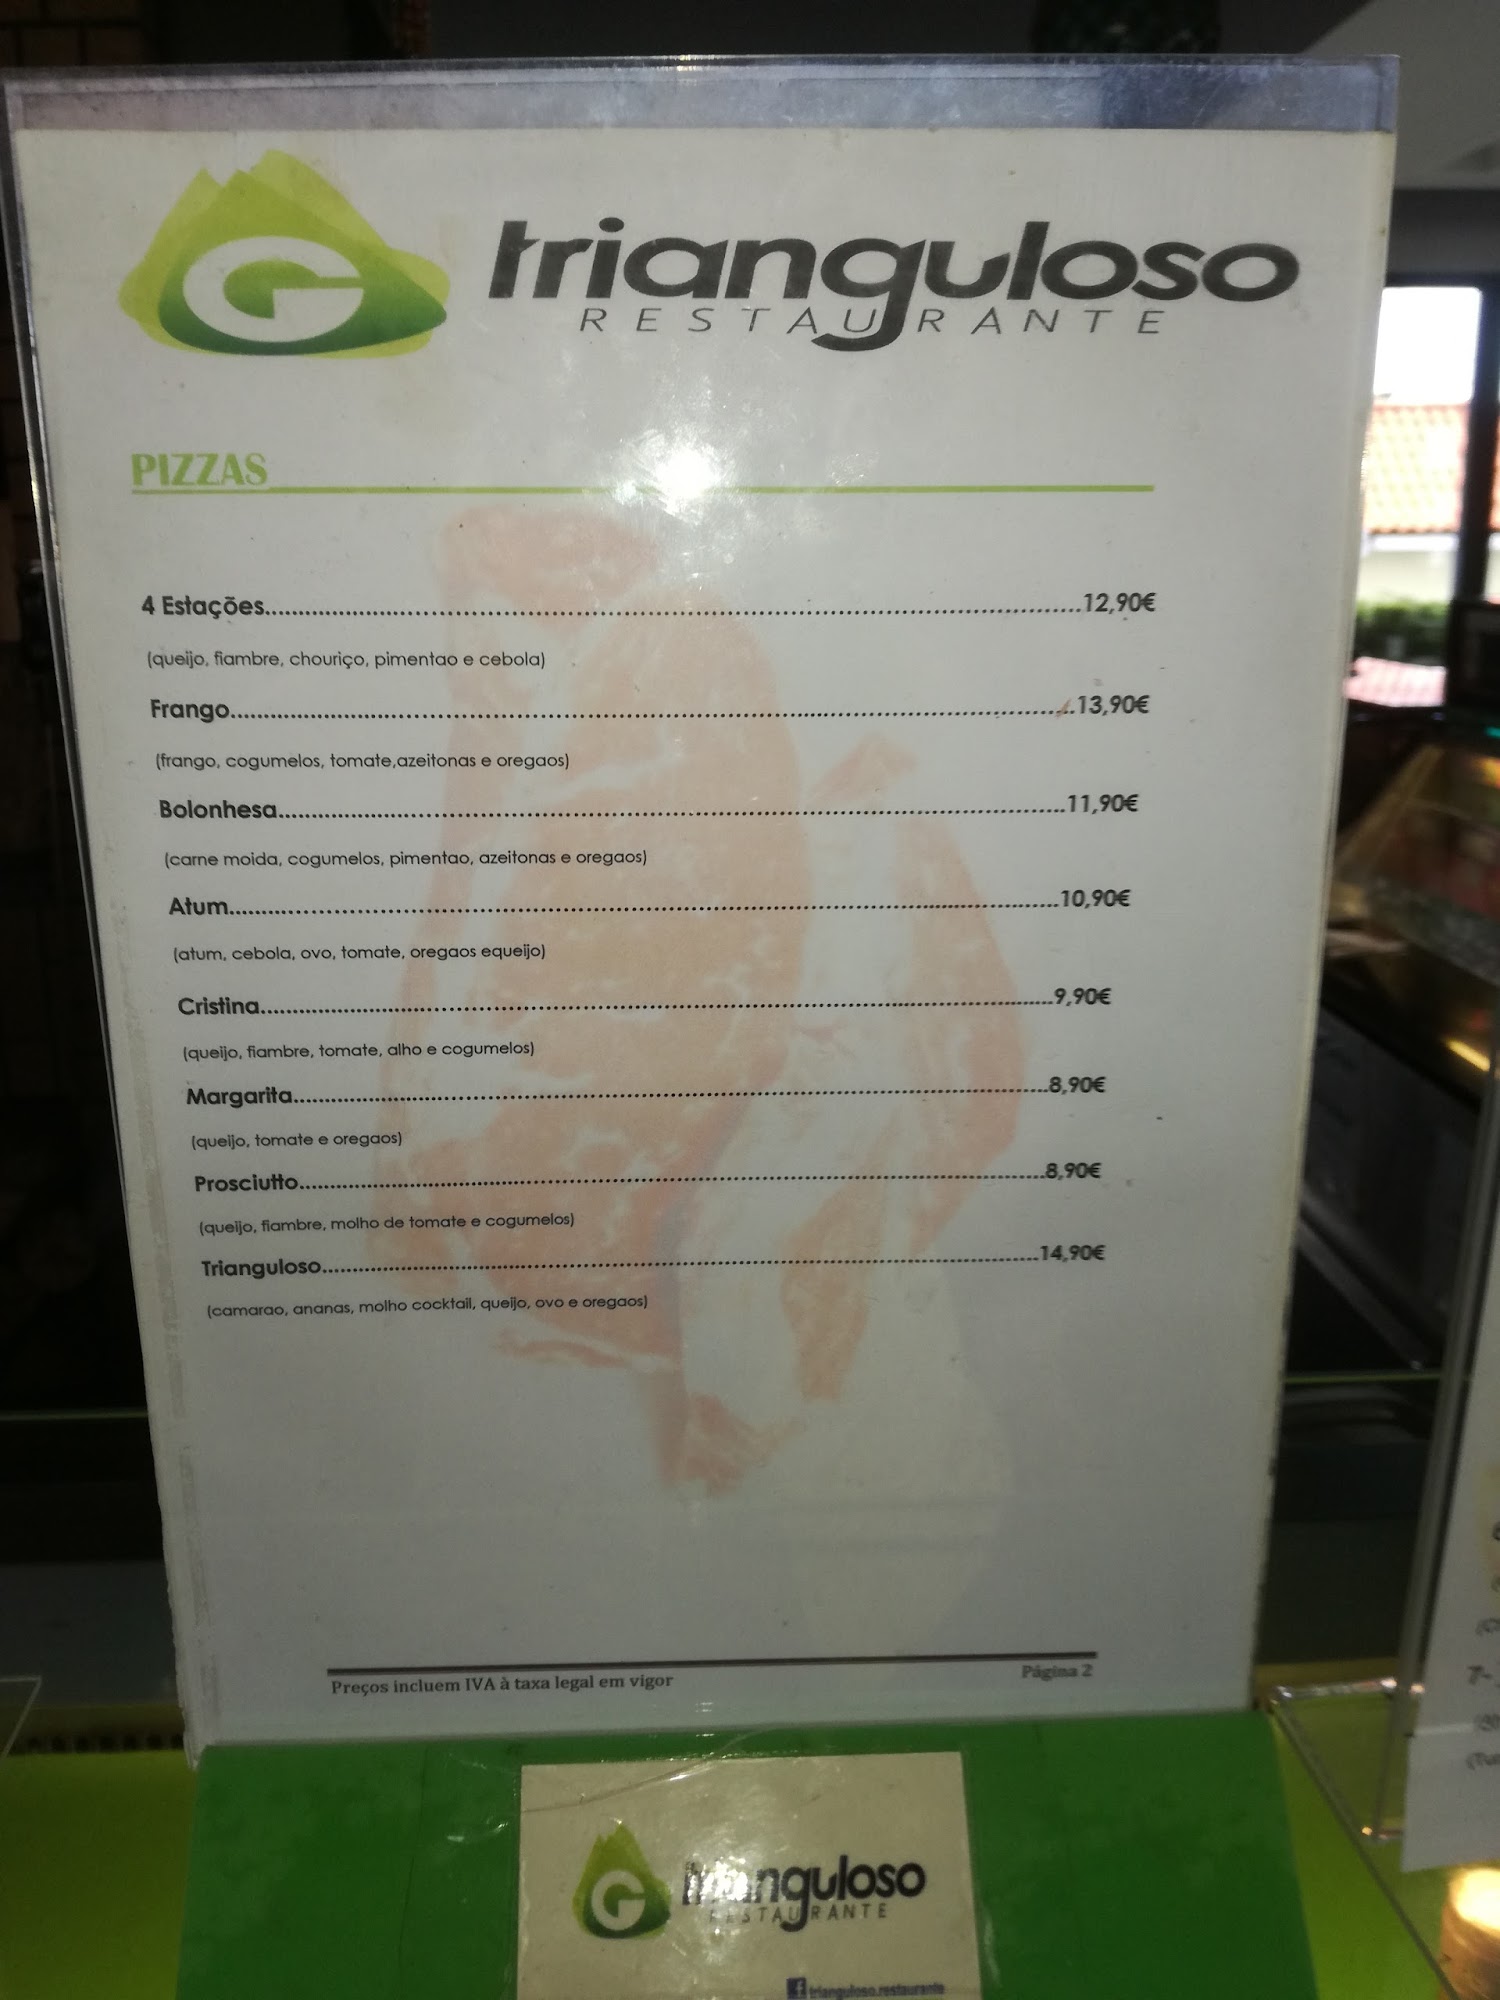 G
trianguloso
RESTAURANTE
PIZZAS
4 Estações........................................12,90€
(queijo, fiambre, chouriço, pimentao e cebola)
Frango........................................13,90€
(frango, cogumelos, tomate,azeitonas e oregaos)
Bolonhesa........................................11,90€
(carne moida, cogumelos, pimentao, azeitonas e oregaos)
Atum........................................10,90€
(atum, cebola, ovo, tomate, oregaos equeijo)
Cristina........................................9,90€
(queijo, fiambre, tomate, alho e cogumelos)
Margarita........................................8,90€
(queijo, tomate e oregaos)
Prosciutto........................................8,90€
(queijo, fiambre, molho de tomate e cogumelos)
Trianguloso........................................14,90€
(camarao, ananas, molho cocktail, queijo, ovo e oregaos)
Preços incluem IVA à taxa legal em vigor Página 2
G
trianguloso
RESTAURANTE
f trianguloso.restaurante